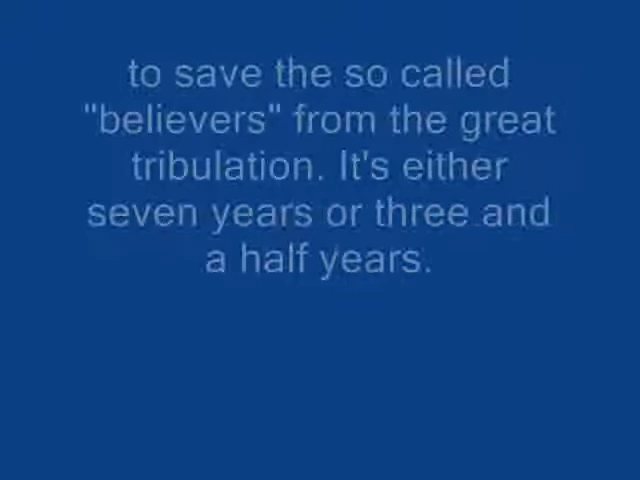 to save the so called
"believers" from the great
tribulation. It's either
seven years or three and
a half years.